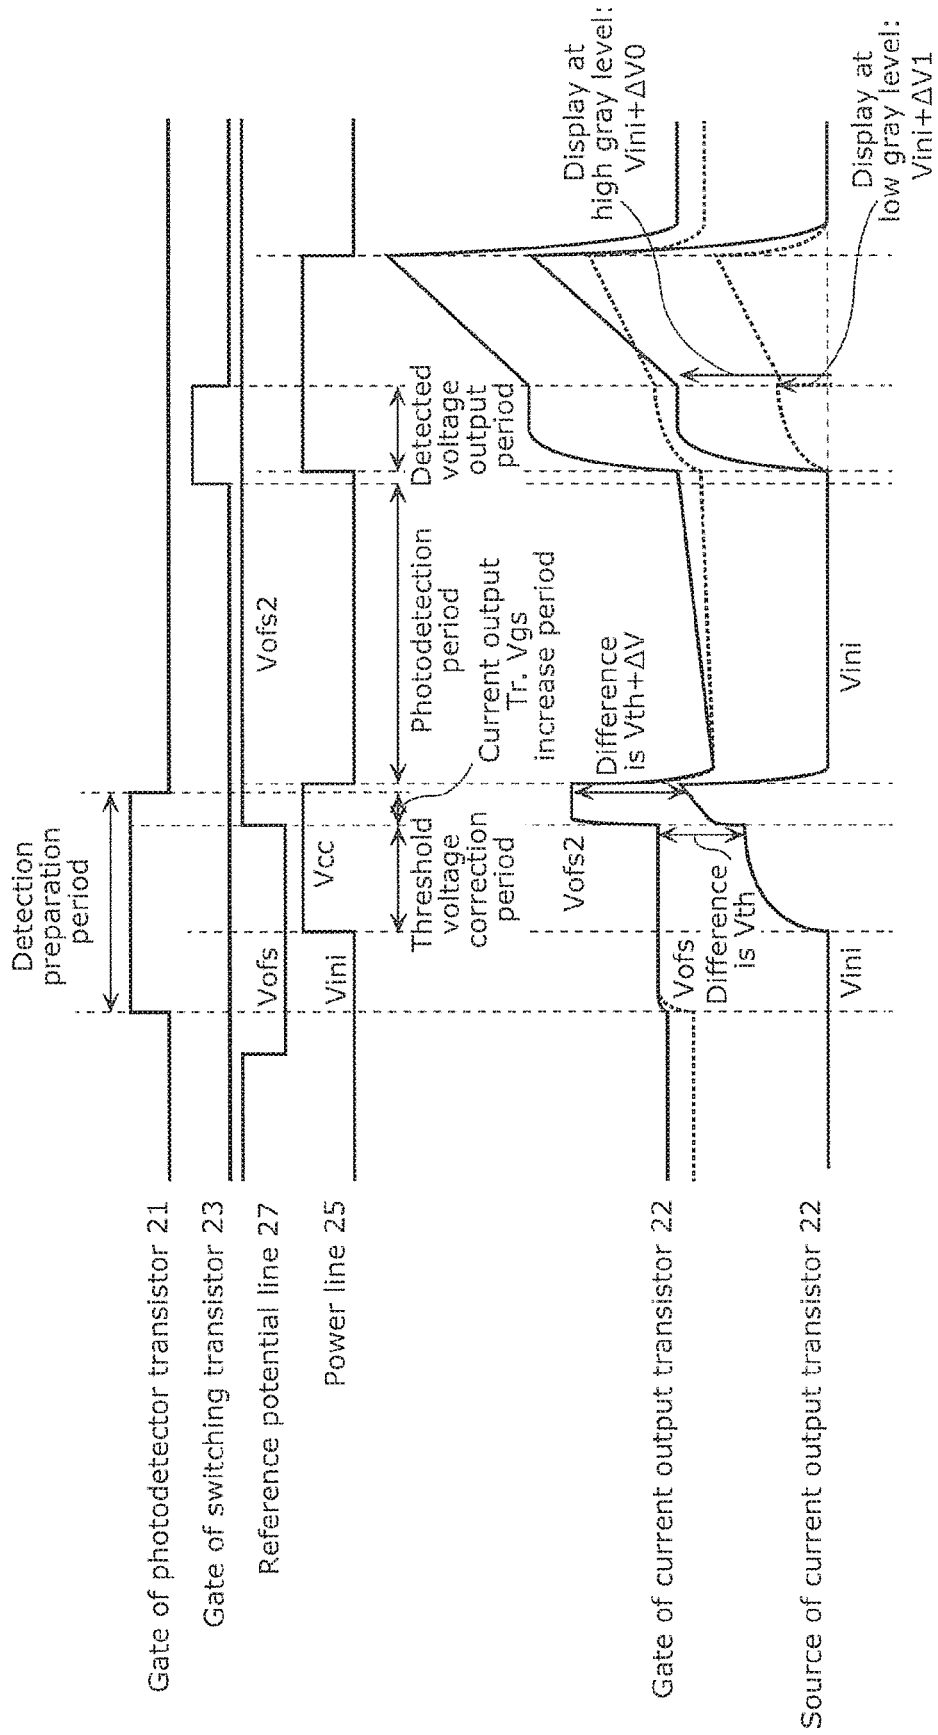 Detection
preparation
period
Gate of photodetector transistor 21
Gate of switching transistor 23
Reference potential line 27
Vofs
Vofs2
Power line 25
Vini
Vcc
Threshold
voltage
correction
period
Photodetection
period
Current output
Tr. Vgs
increase period
Detected
voltage
output
period
Vofs2
Difference
is Vth+ΔV
Display at
high gray level:
Vini+ΔV0
Gate of current output transistor 22
Vofs
Difference
is Vth
Source of current output transistor 22
Vini
Vini
Display at
low gray level:
Vini+ΔV1